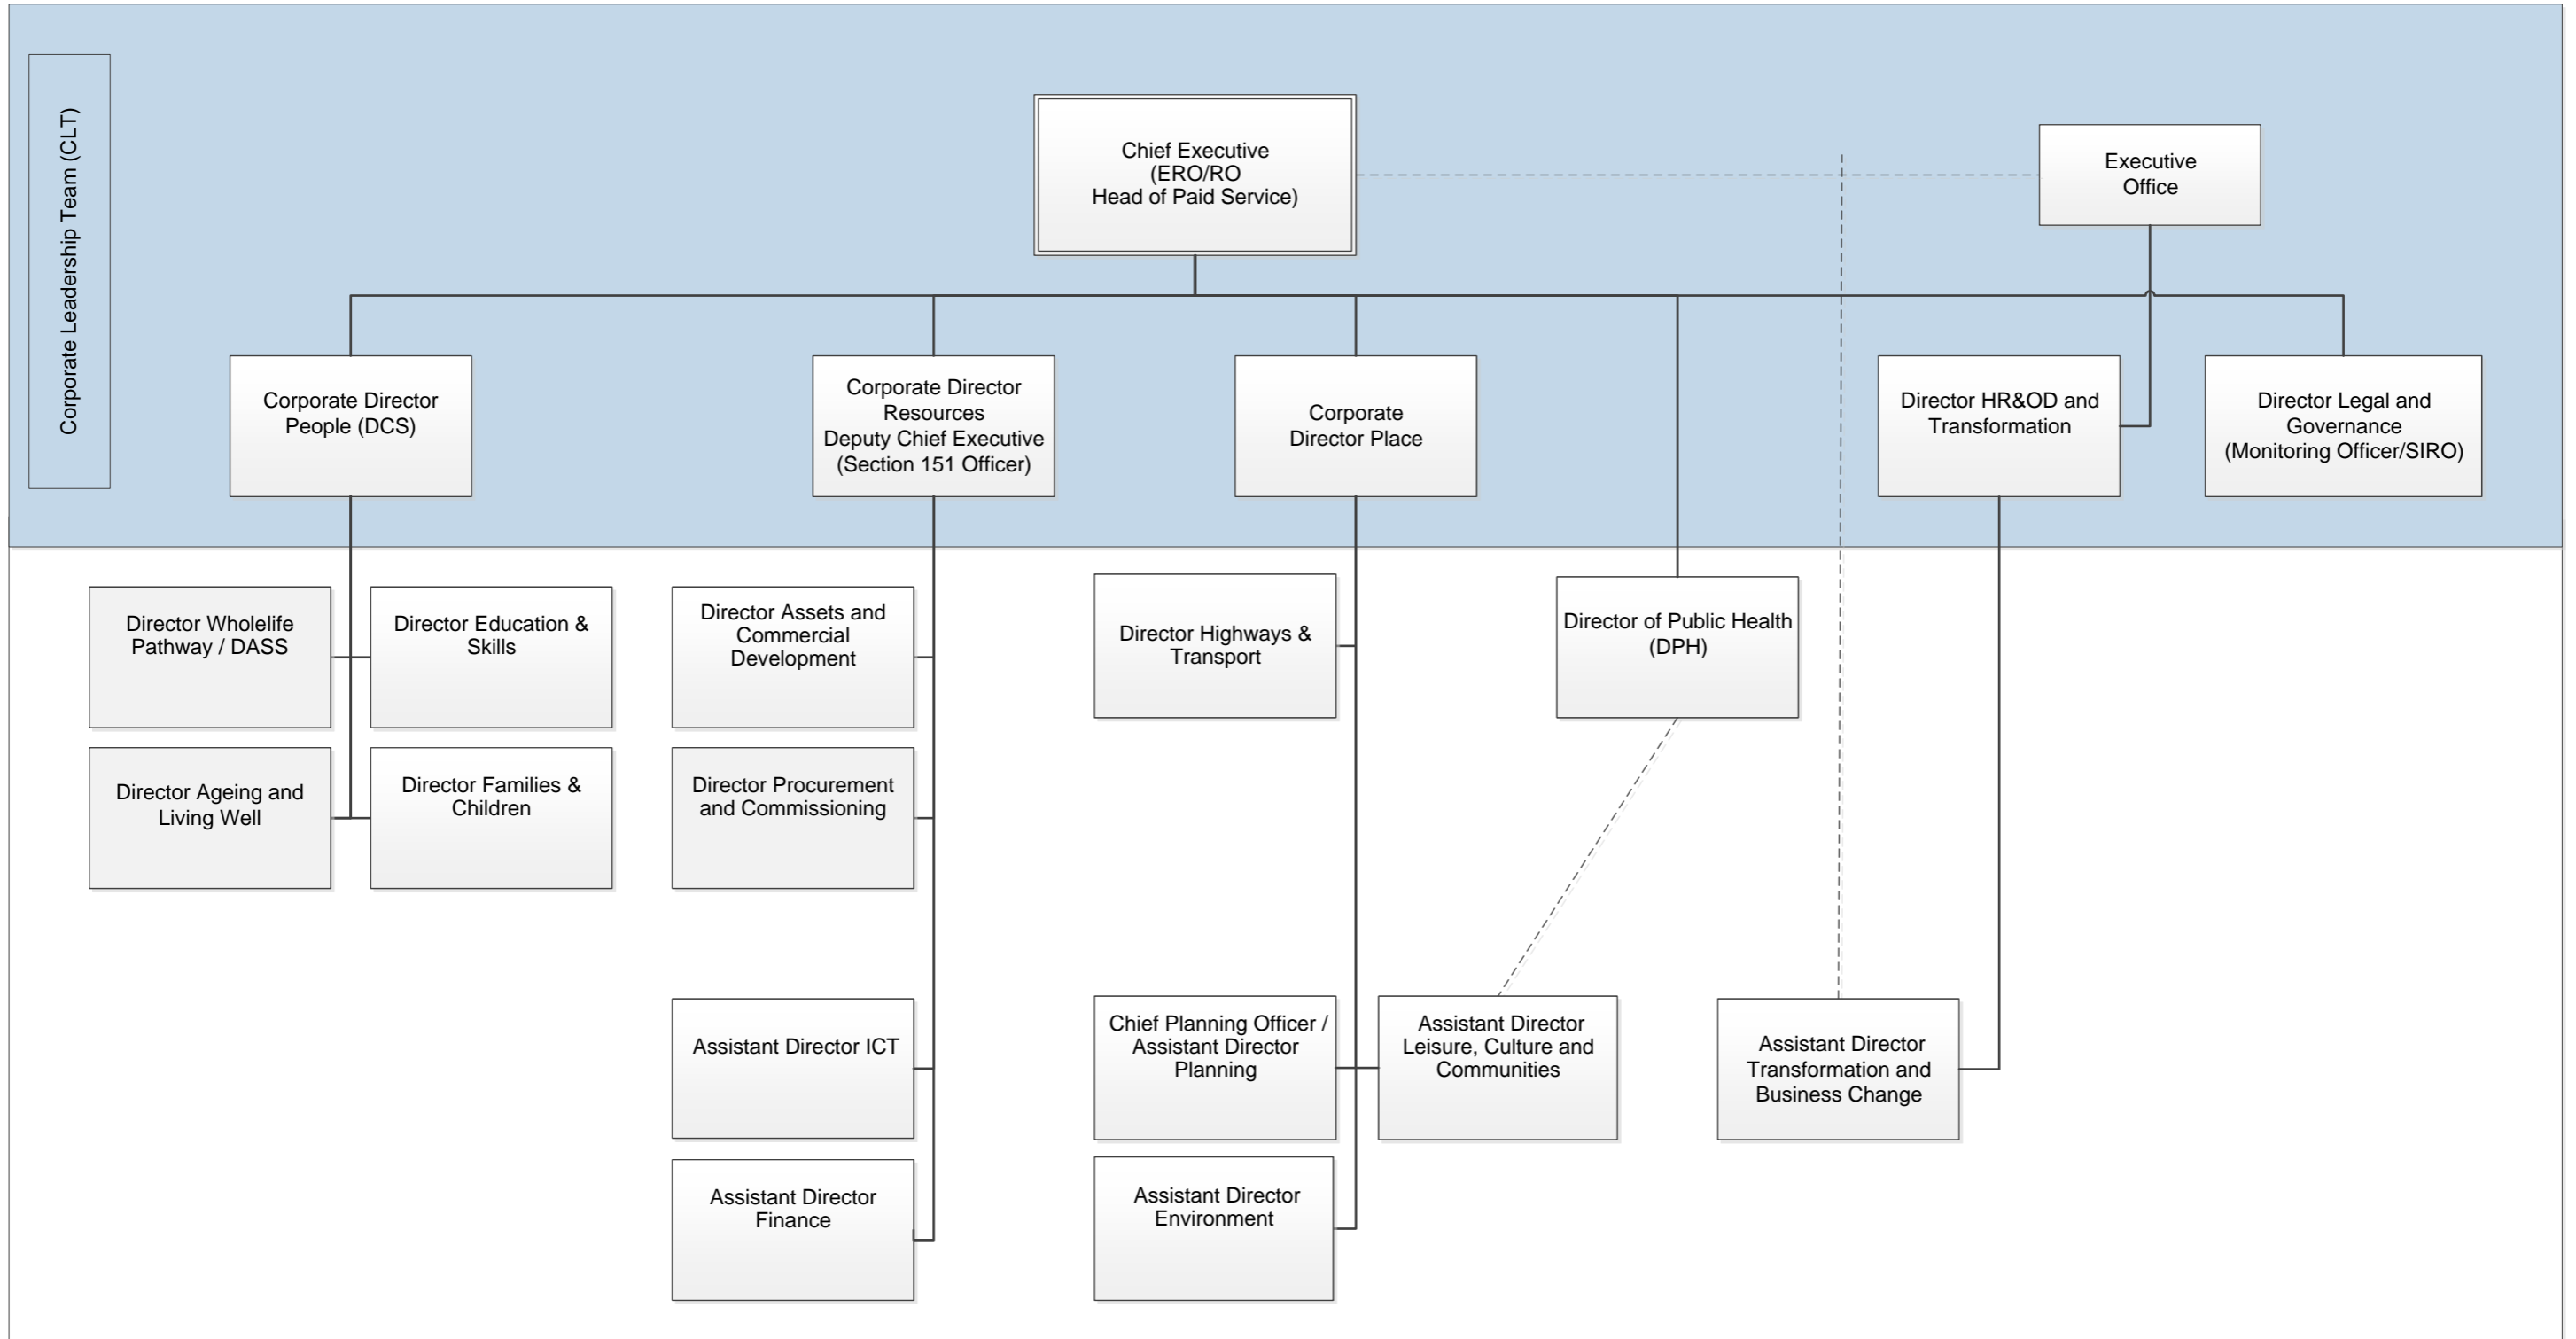 Corporate Leadership Team (CLT)
Chief Executive
(ERO/RO
Head of Paid Service)
Executive
Office
Corporate Director
People (DCS)
Corporate Director
Resources
Deputy Chief Executive
(Section 151 Officer)
Corporate
Director Place
Director HR&OD and
Transformation
Director Legal and
Governance
(Monitoring Officer/SIRO)
Director Wholelife
Pathway / DASS
Director Education &
Skills
Director Assets and
Commercial
Development
Director Highways &
Transport
Director of Public Health
(DPH)
Director Ageing and
Living Well
Director Families &
Children
Director Procurement
and Commissioning
Assistant Director ICT
Chief Planning Officer /
Assistant Director
Planning
Assistant Director
Leisure, Culture and
Communities
Assistant Director
Transformation and
Business Change
Assistant Director
Finance
Assistant Director
Environment